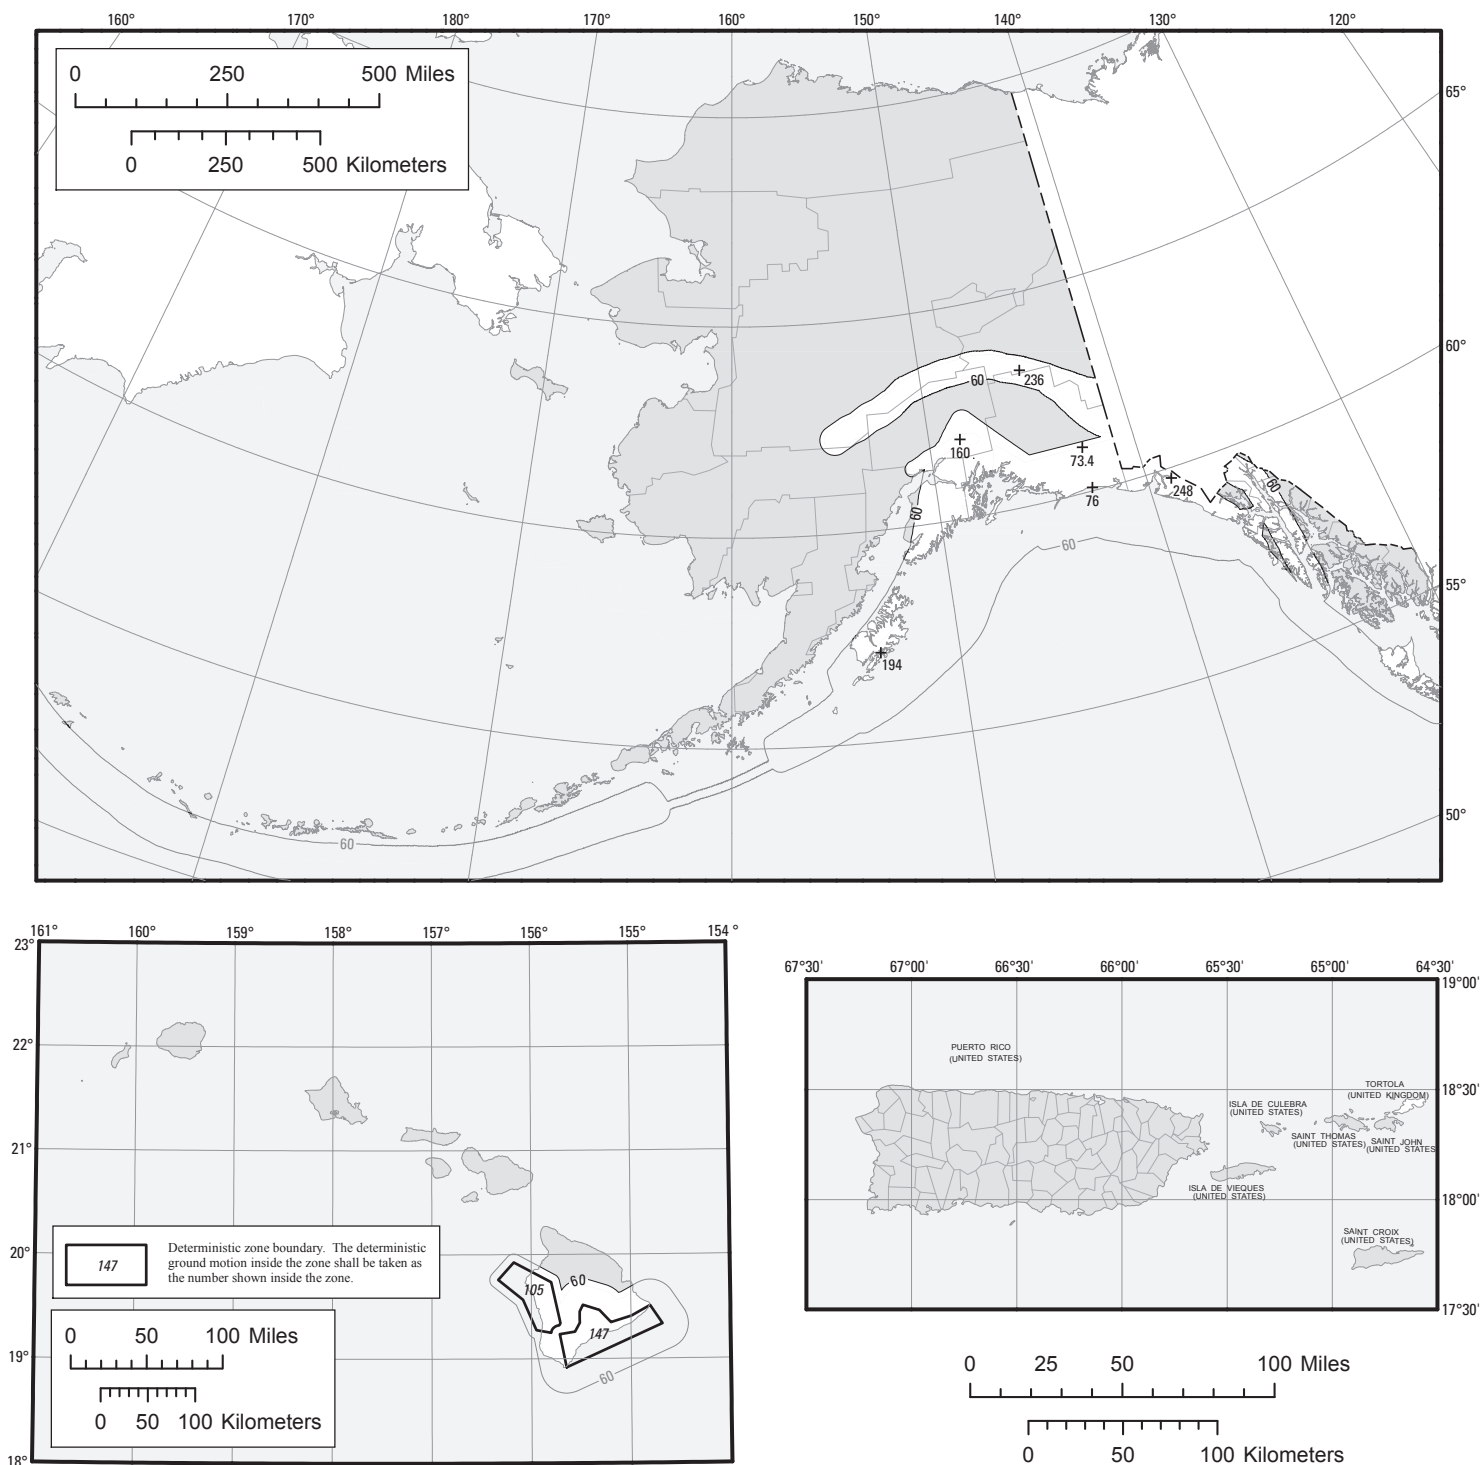 160° 170° 180° 170° 160° 150° 140° 130° 120°
0 250 500 Miles
0 250 500 Kilometers
65°
60°
55°
50°
60
236
160
73.4
76
248
60
60
60
194
60
161° 160° 159° 158° 157° 156° 155° 154°
23°
22°
21°
20°
19°
18°
147
Deterministic zone boundary. The deterministic
ground motion inside the zone shall be taken as
the number shown inside the zone.
105
60
147
60
0 50 100 Miles
0 50 100 Kilometers
67°30' 67°00' 66°30' 66°00' 65°30' 65°00' 64°30'
19°00'
18°30'
18°00'
17°30'
PUERTO RICO
(UNITED STATES)
TORTOLA
(UNITED KINGDOM)
ISLA DE CULEBRA
(UNITED STATES)
SAINT THOMAS
(UNITED STATES)
SAINT JOHN
(UNITED STATES
ISLA DE VIEQUES
(UNITED STATES)
SAINT CROIX
(UNITED STATES)
0 25 50 100 Miles
0 50 100 Kilometers